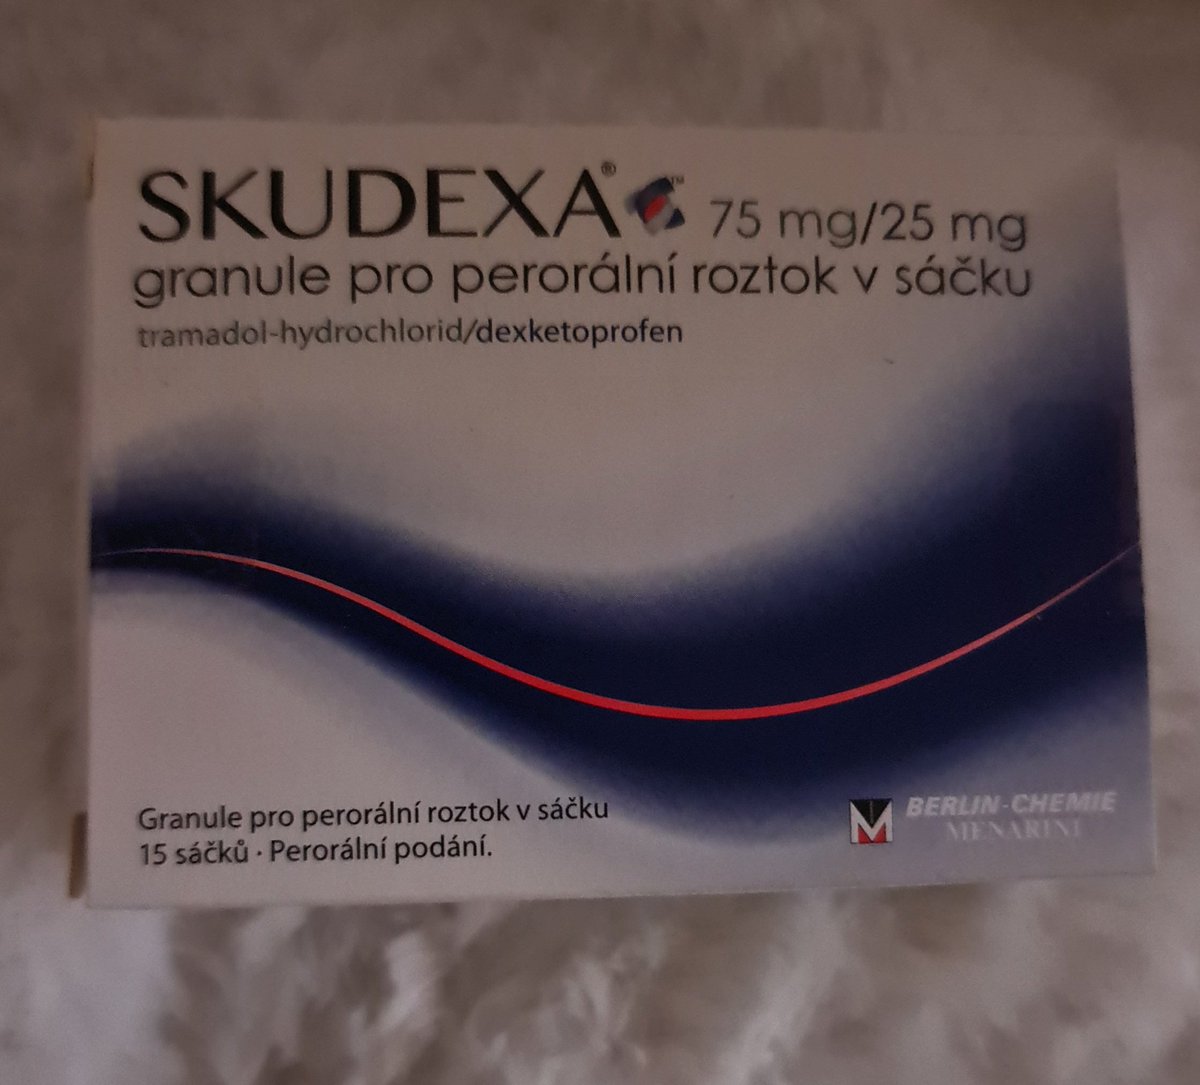 SKUDEXA® ™ 75 mg/25 mg
granule pro perorální roztok v sáčku
tramadol-hydrochlorid/dexketoprofen
Granule pro perorální roztok v sáčku
15 sáčků · Perorální podání.
BERLIN-CHEMIE
MENARINI